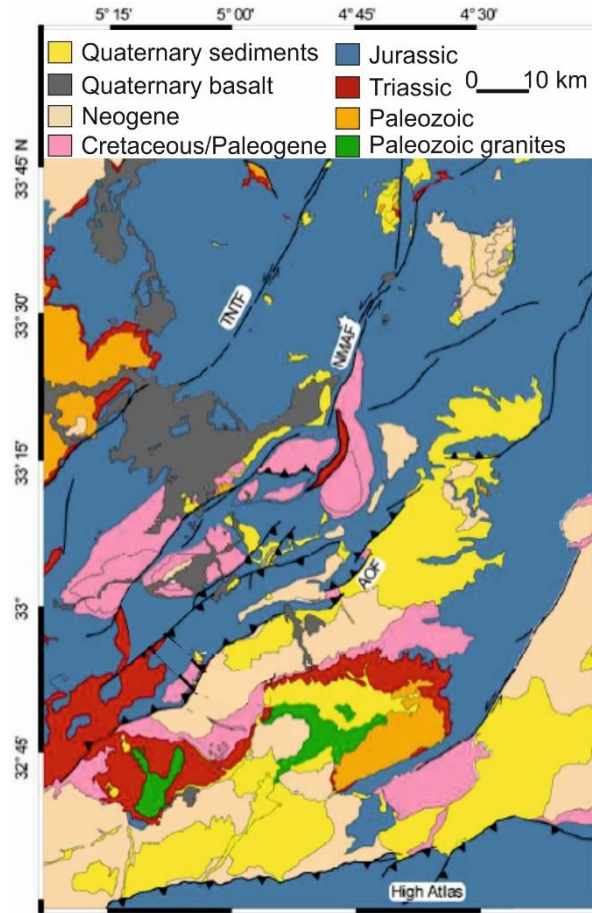 5°15' 5°00' 4°45' 4°30'
Quaternary sediments
Quaternary basalt
Neogene
Cretaceous/Paleogene
Jurassic
Triassic
Paleozoic
Paleozoic granites
0 10 km
33°45' N
33°30'
33°15'
33°
32°45'
TNTF
NMAF
AOF
High Atlas